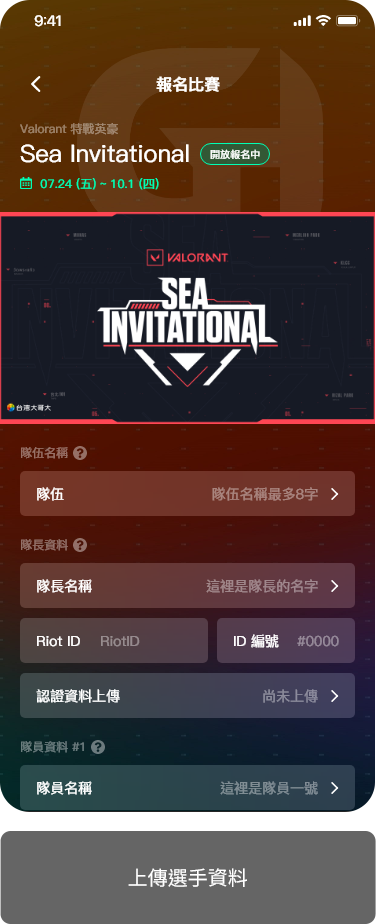 9:41
報名比賽
Valorant 特戰英豪
Sea Invitational 開放報名中
07.24 (五) ~ 10.1 (四)
VALORANT
SEA
INVITATIONAL
台灣大哥大
隊伍名稱 ?
隊伍 隊伍名稱最多8字
隊長資料 ?
隊長名稱 這裡是隊長的名字
Riot ID RiotID ID 編號 #0000
認證資料上傳 尚未上傳
隊員資料 #1 ?
隊員名稱 這裡是隊員一號
上傳選手資料